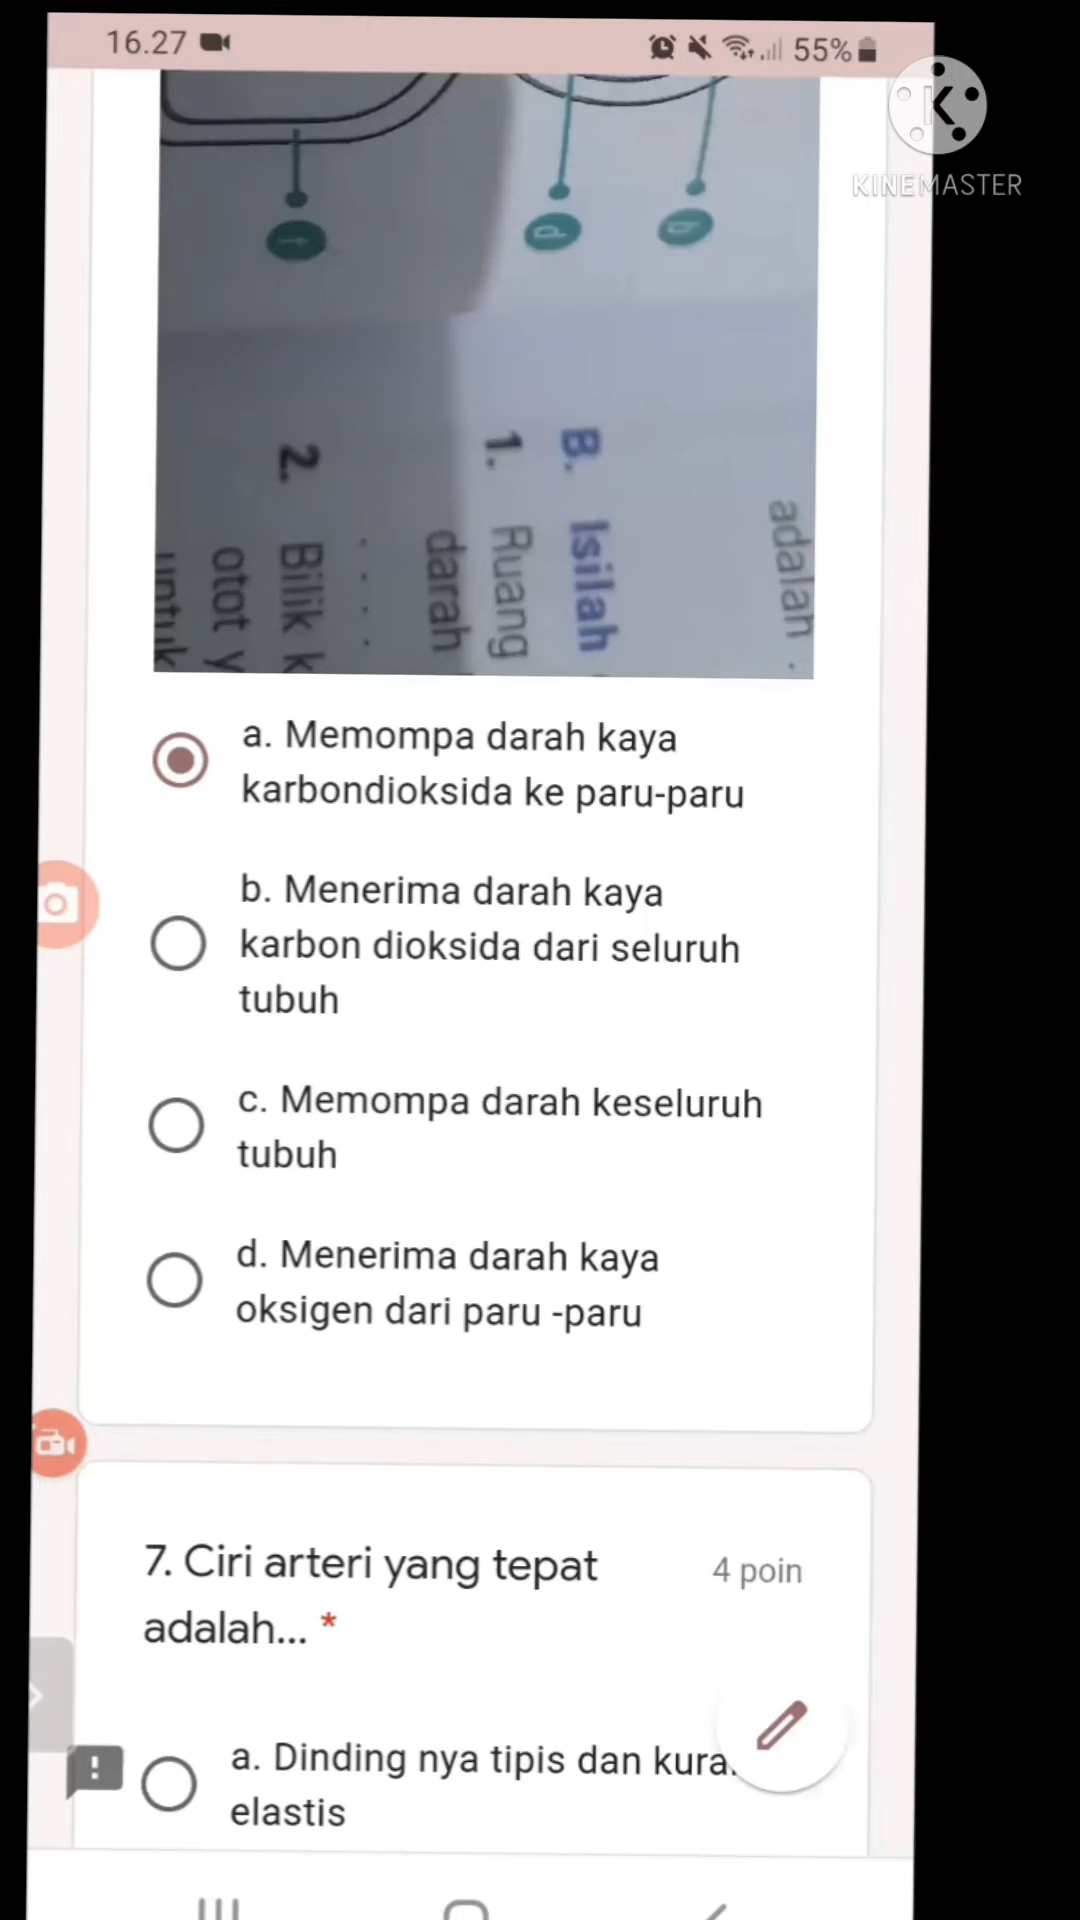 16.27
55%
K
KINEMASTER
f
d
b
adalah .
B. Isilah
1. Ruang
darah
. . . .
2. Bilik k
otot y
untuk
a. Memompa darah kaya
karbondioksida ke paru-paru
b. Menerima darah kaya
karbon dioksida dari seluruh
tubuh
c. Memompa darah keseluruh
tubuh
d. Menerima darah kaya
oksigen dari paru -paru
7. Ciri arteri yang tepat
adalah... *
4 poin
a. Dinding nya tipis dan kura
elastis